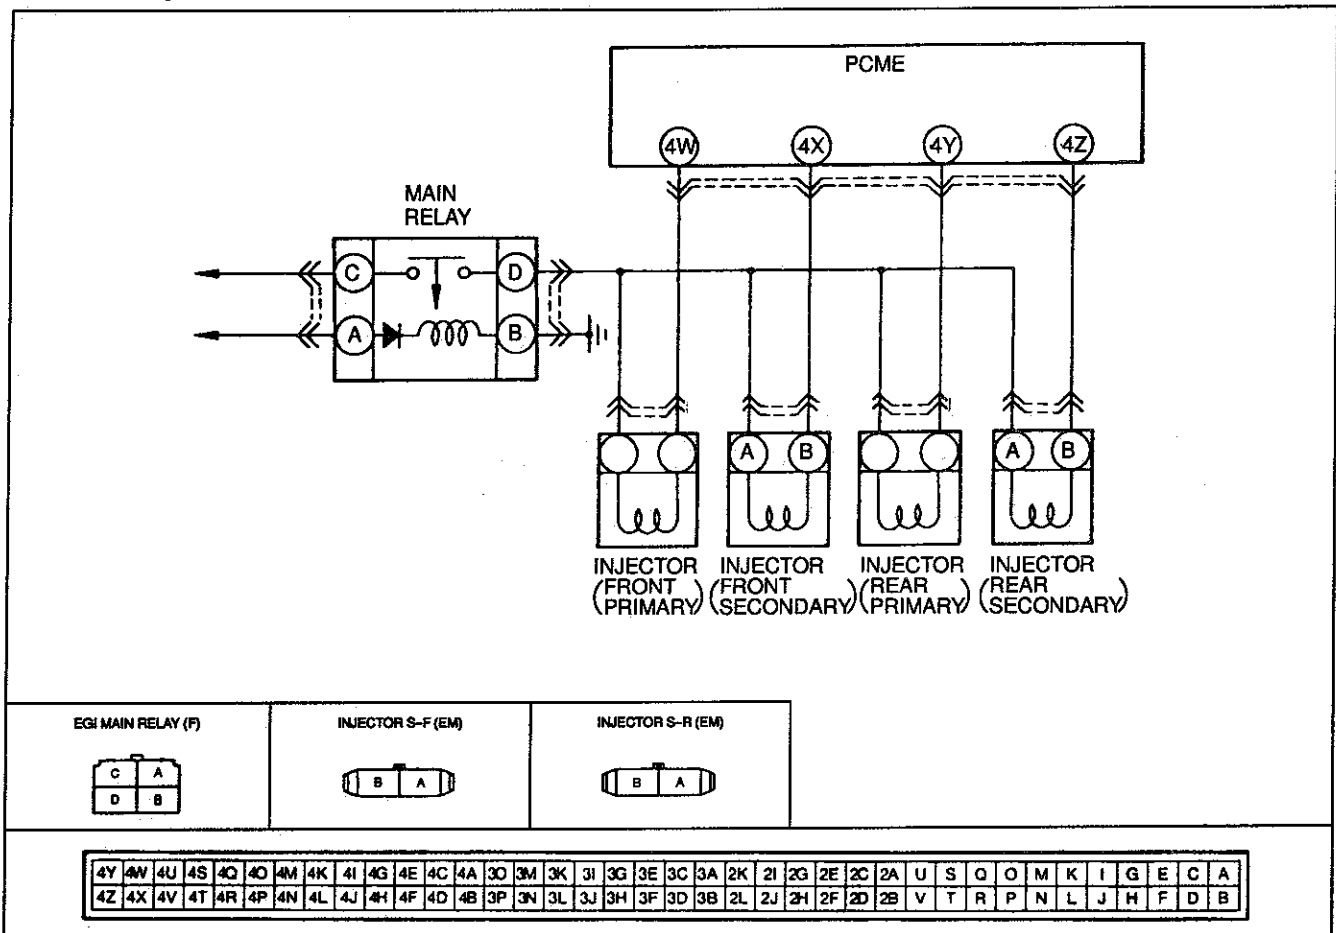 PCME
4W 4X 4Y 4Z
MAIN
RELAY
C D
A B
A B A B
INJECTOR
(FRONT
PRIMARY)
INJECTOR
(FRONT
SECONDARY)
INJECTOR
(REAR
PRIMARY)
INJECTOR
(REAR
SECONDARY)
EGI MAIN RELAY (F)
C A
D B
INJECTOR S-F (EM)
B A
INJECTOR S-R (EM)
B A
4Y 4W 4U 4S 4Q 4O 4M 4K 4I 4G 4E 4C 4A 3O 3M 3K 3I 3G 3E 3C 3A 2K 2I 2G 2E 2C 2A U S Q O M K I G E C A
4Z 4X 4V 4T 4R 4P 4N 4L 4J 4H 4F 4D 4B 3P 3N 3L 3J 3H 3F 3D 3B 2L 2J 2H 2F 2D 2B V T R P N L J H F D B